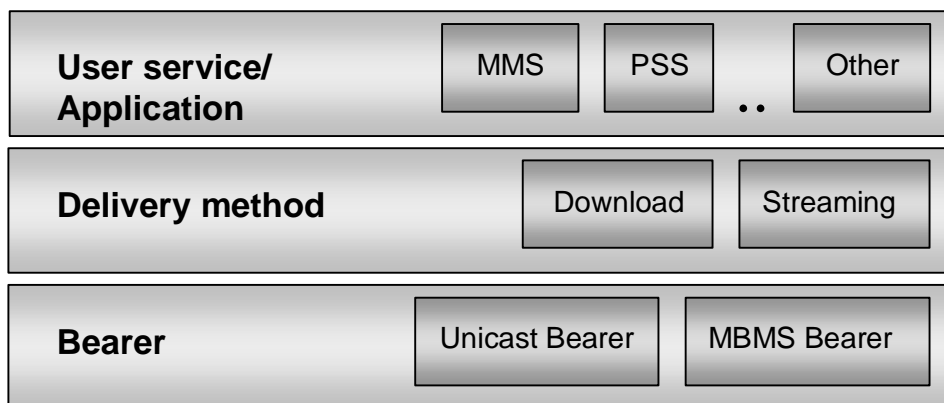 User service/
Application
MMS
PSS
..
Other
Delivery method
Download
Streaming
Bearer
Unicast Bearer
MBMS Bearer